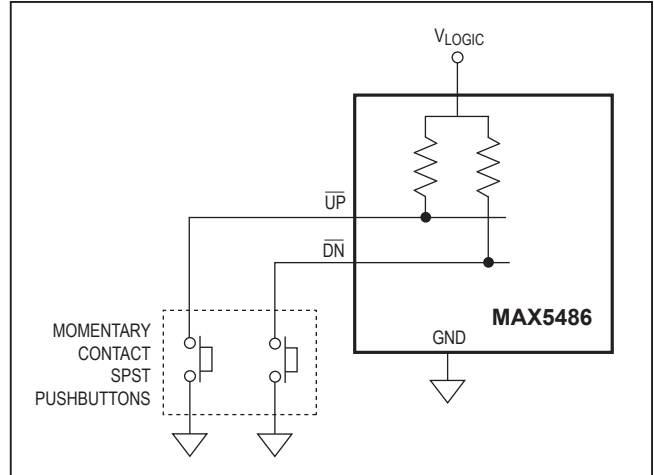 VLOGIC
UP
DN
MAX5486
GND
MOMENTARY
CONTACT
SPST
PUSHBUTTONS